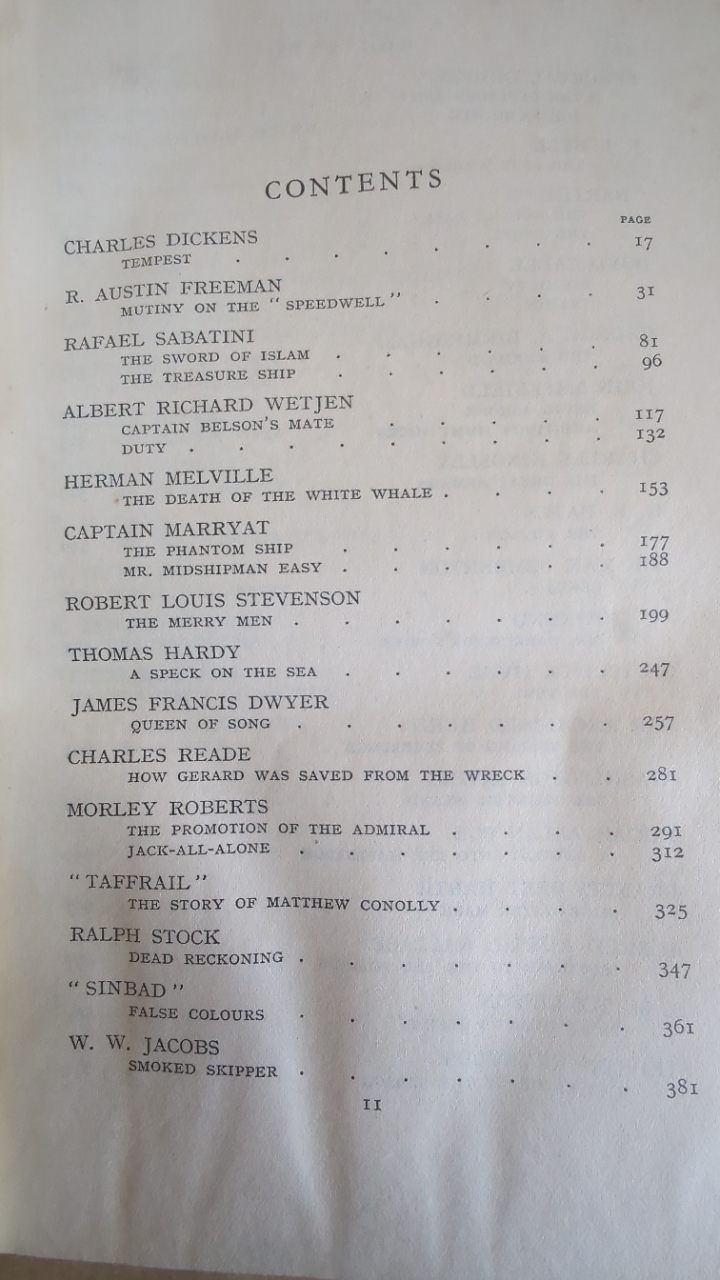 CONTENTS
PAGE
CHARLES DICKENS
TEMPEST . . . . . . . . 17
R. AUSTIN FREEMAN
MUTINY ON THE "SPEEDWELL" . . . . 31
RAFAEL SABATINI
THE SWORD OF ISLAM . . . . . . 81
THE TREASURE SHIP . . . . . . 96
ALBERT RICHARD WETJEN
CAPTAIN BELSON'S MATE . . . . . 117
DUTY . . . . . . . . . 132
HERMAN MELVILLE
THE DEATH OF THE WHITE WHALE . . . . 153
CAPTAIN MARRYAT
THE PHANTOM SHIP . . . . . . 177
MR. MIDSHIPMAN EASY . . . . . . 188
ROBERT LOUIS STEVENSON
THE MERRY MEN . . . . . . . 199
THOMAS HARDY
A SPECK ON THE SEA . . . . . . 247
JAMES FRANCIS DWYER
QUEEN OF SONG . . . . . . . 257
CHARLES READE
HOW GERARD WAS SAVED FROM THE WRECK . . 281
MORLEY ROBERTS
THE PROMOTION OF THE ADMIRAL . . . . 291
JACK-ALL-ALONE . . . . . . . 312
"TAFFRAIL"
THE STORY OF MATTHEW CONOLLY . . . . 325
RALPH STOCK
DEAD RECKONING . . . . . . . 347
"SINBAD"
FALSE COLOURS . . . . . . . 361
W. W. JACOBS
SMOKED SKIPPER . . . . . . . 381
11